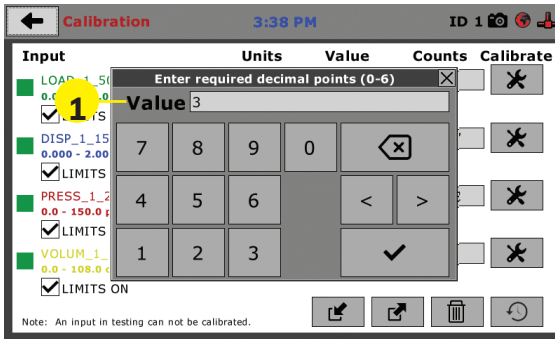 Calibration 3:38 PM ID 1
Input Units Value Counts Calibrate
LOAD_1_50
0.0
LIMITS
DISP_1_15
0.000 - 2.00
LIMITS
PRESS_1_2
0.0 - 150.0 p
LIMITS
VOLUM_1_
0.0 - 108.0 c
LIMITS ON
Enter required decimal points (0-6)
1
Value 3
7 8 9 0
4 5 6 < >
1 2 3
Note: An input in testing can not be calibrated.